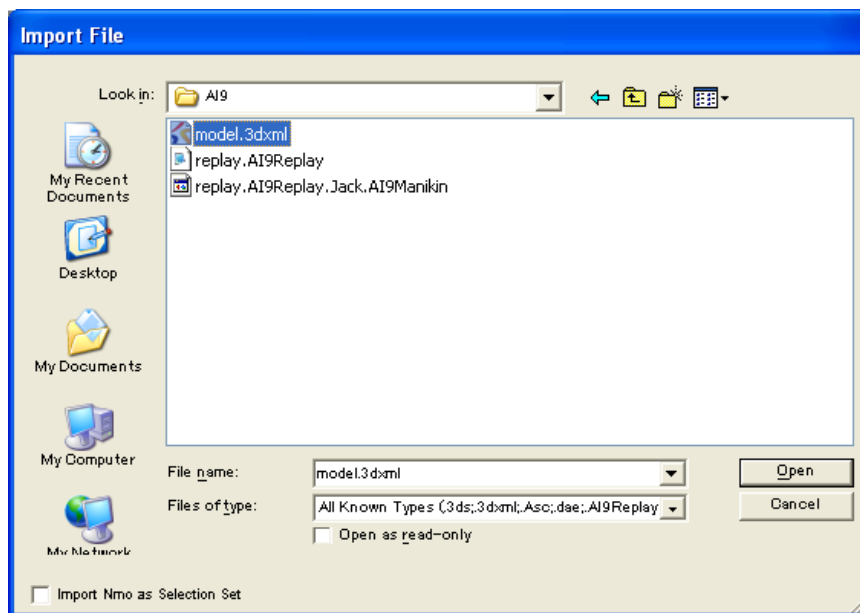 Import File
Look in:
AI9
model.3dxml
replay.AI9Replay
replay.AI9Replay.Jack.AI9Manikin
My Recent
Documents
Desktop
My Documents
My Computer
My Network
File name:
model.3dxml
Open
Files of type:
All Known Types (.3ds;.3dxml;.Asc;.dae;.AI9Replay
Cancel
Open as read-only
Import Nmo as Selection Set